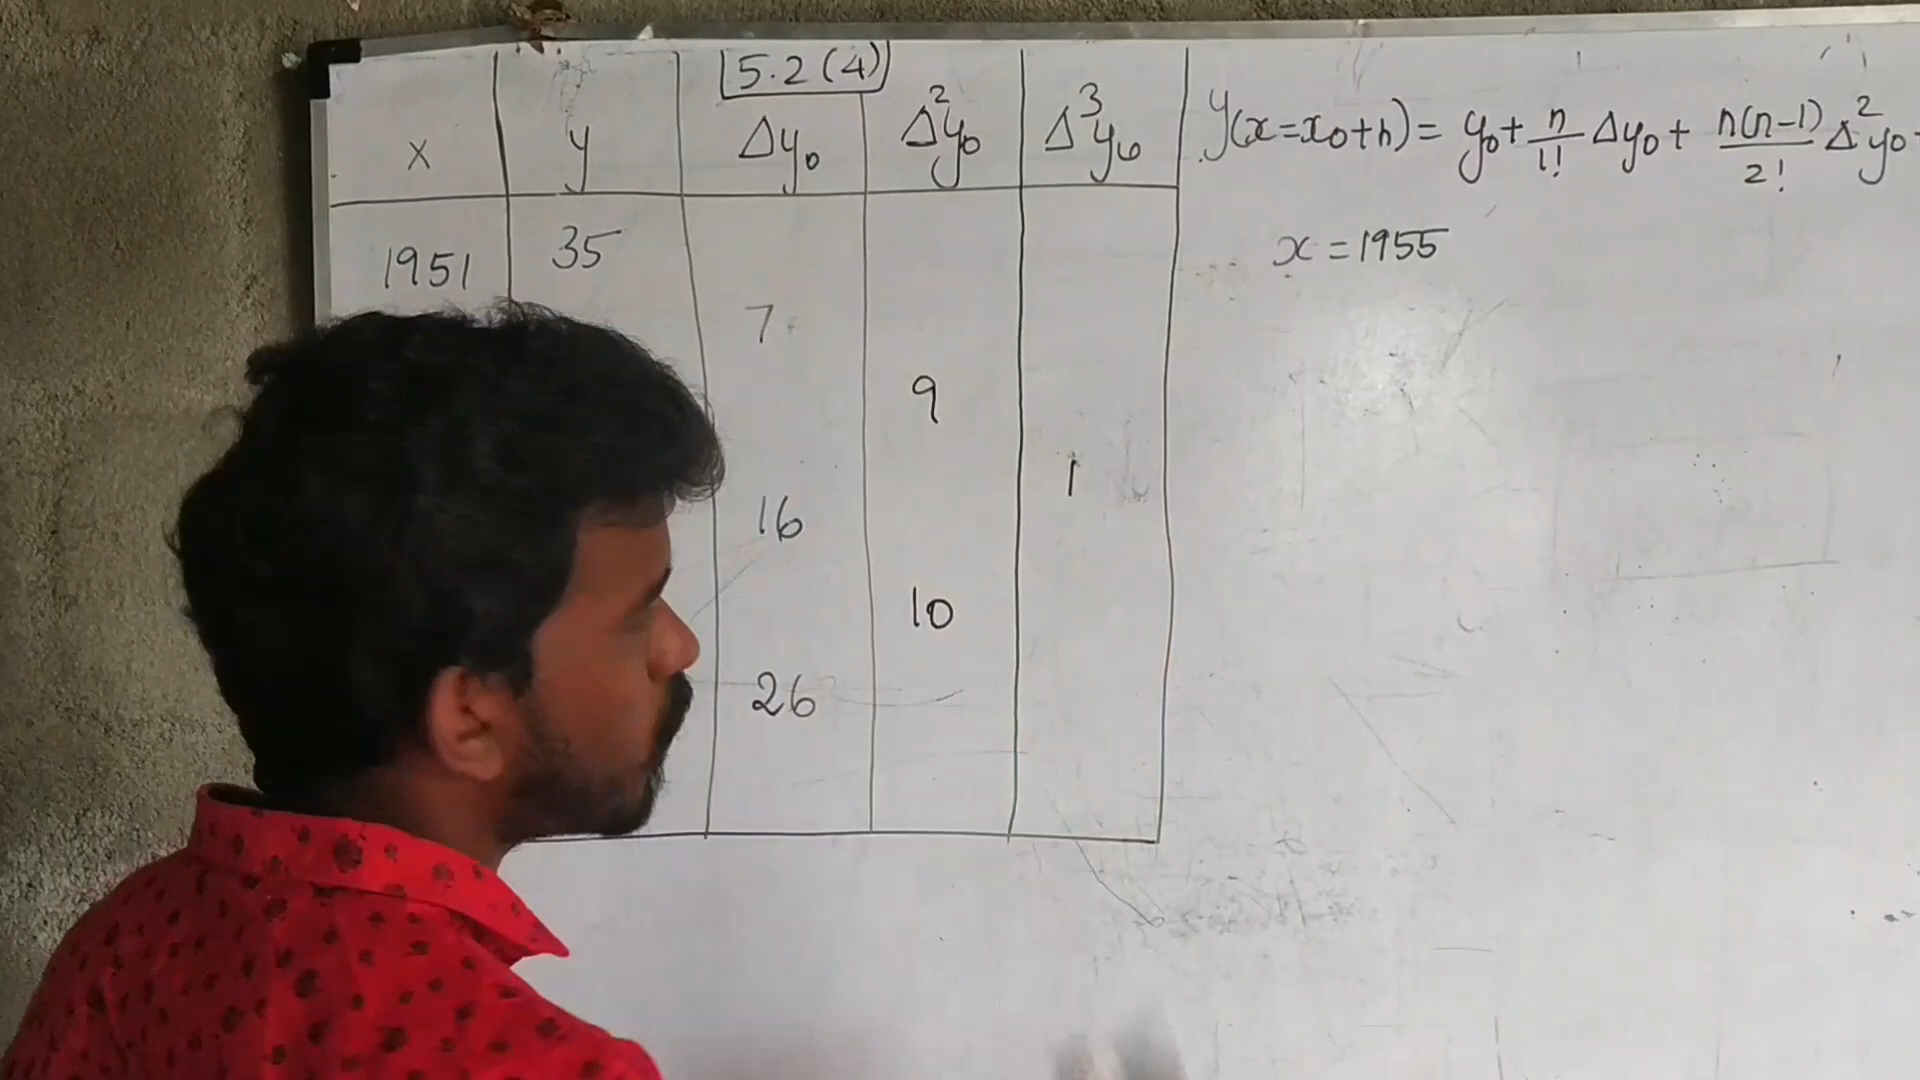 5.2 (4)
x y Δy₀ Δ²y₀ Δ³y₀
y(x=x₀+n) = y₀ + n/1! Δy₀ + n(n-1)/2! Δ²y₀ +
1951 35
x = 1955
7
9
1
16
10
26